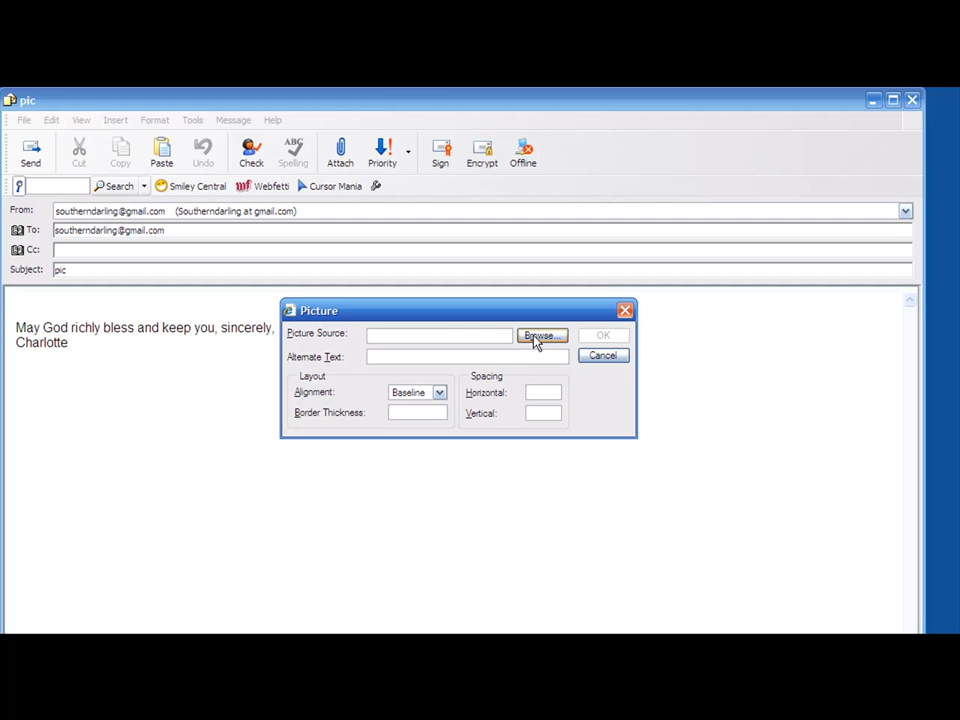 pic
File Edit View Insert Format Tools Message Help
Send Cut Copy Paste Undo Check Spelling Attach Priority Sign Encrypt Offline
ABC
Search Smiley Central Webfetti Cursor Mania
From: southerndarling@gmail.com (Southerndarling at gmail.com)
To: southerndarling@gmail.com
Cc:
Subject: pic
May God richly bless and keep you, sincerely,
Charlotte
Picture
Picture Source: Browse... OK
Alternate Text: Cancel
Layout Spacing
Alignment: Baseline Horizontal:
Border Thickness: Vertical: